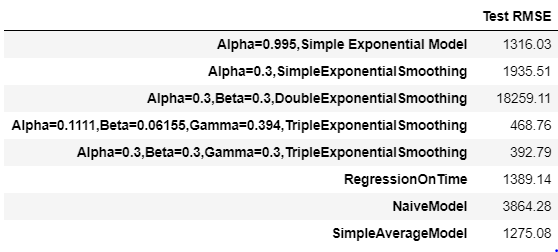 Test RMSE
Alpha=0.995,Simple Exponential Model 1316.03
Alpha=0.3,SimpleExponentialSmoothing 1935.51
Alpha=0.3,Beta=0.3,DoubleExponentialSmoothing 18259.11
Alpha=0.1111,Beta=0.06155,Gamma=0.394,TripleExponentialSmoothing 468.76
Alpha=0.3,Beta=0.3,Gamma=0.3,TripleExponentialSmoothing 392.79
RegressionOnTime 1389.14
NaiveModel 3864.28
SimpleAverageModel 1275.08